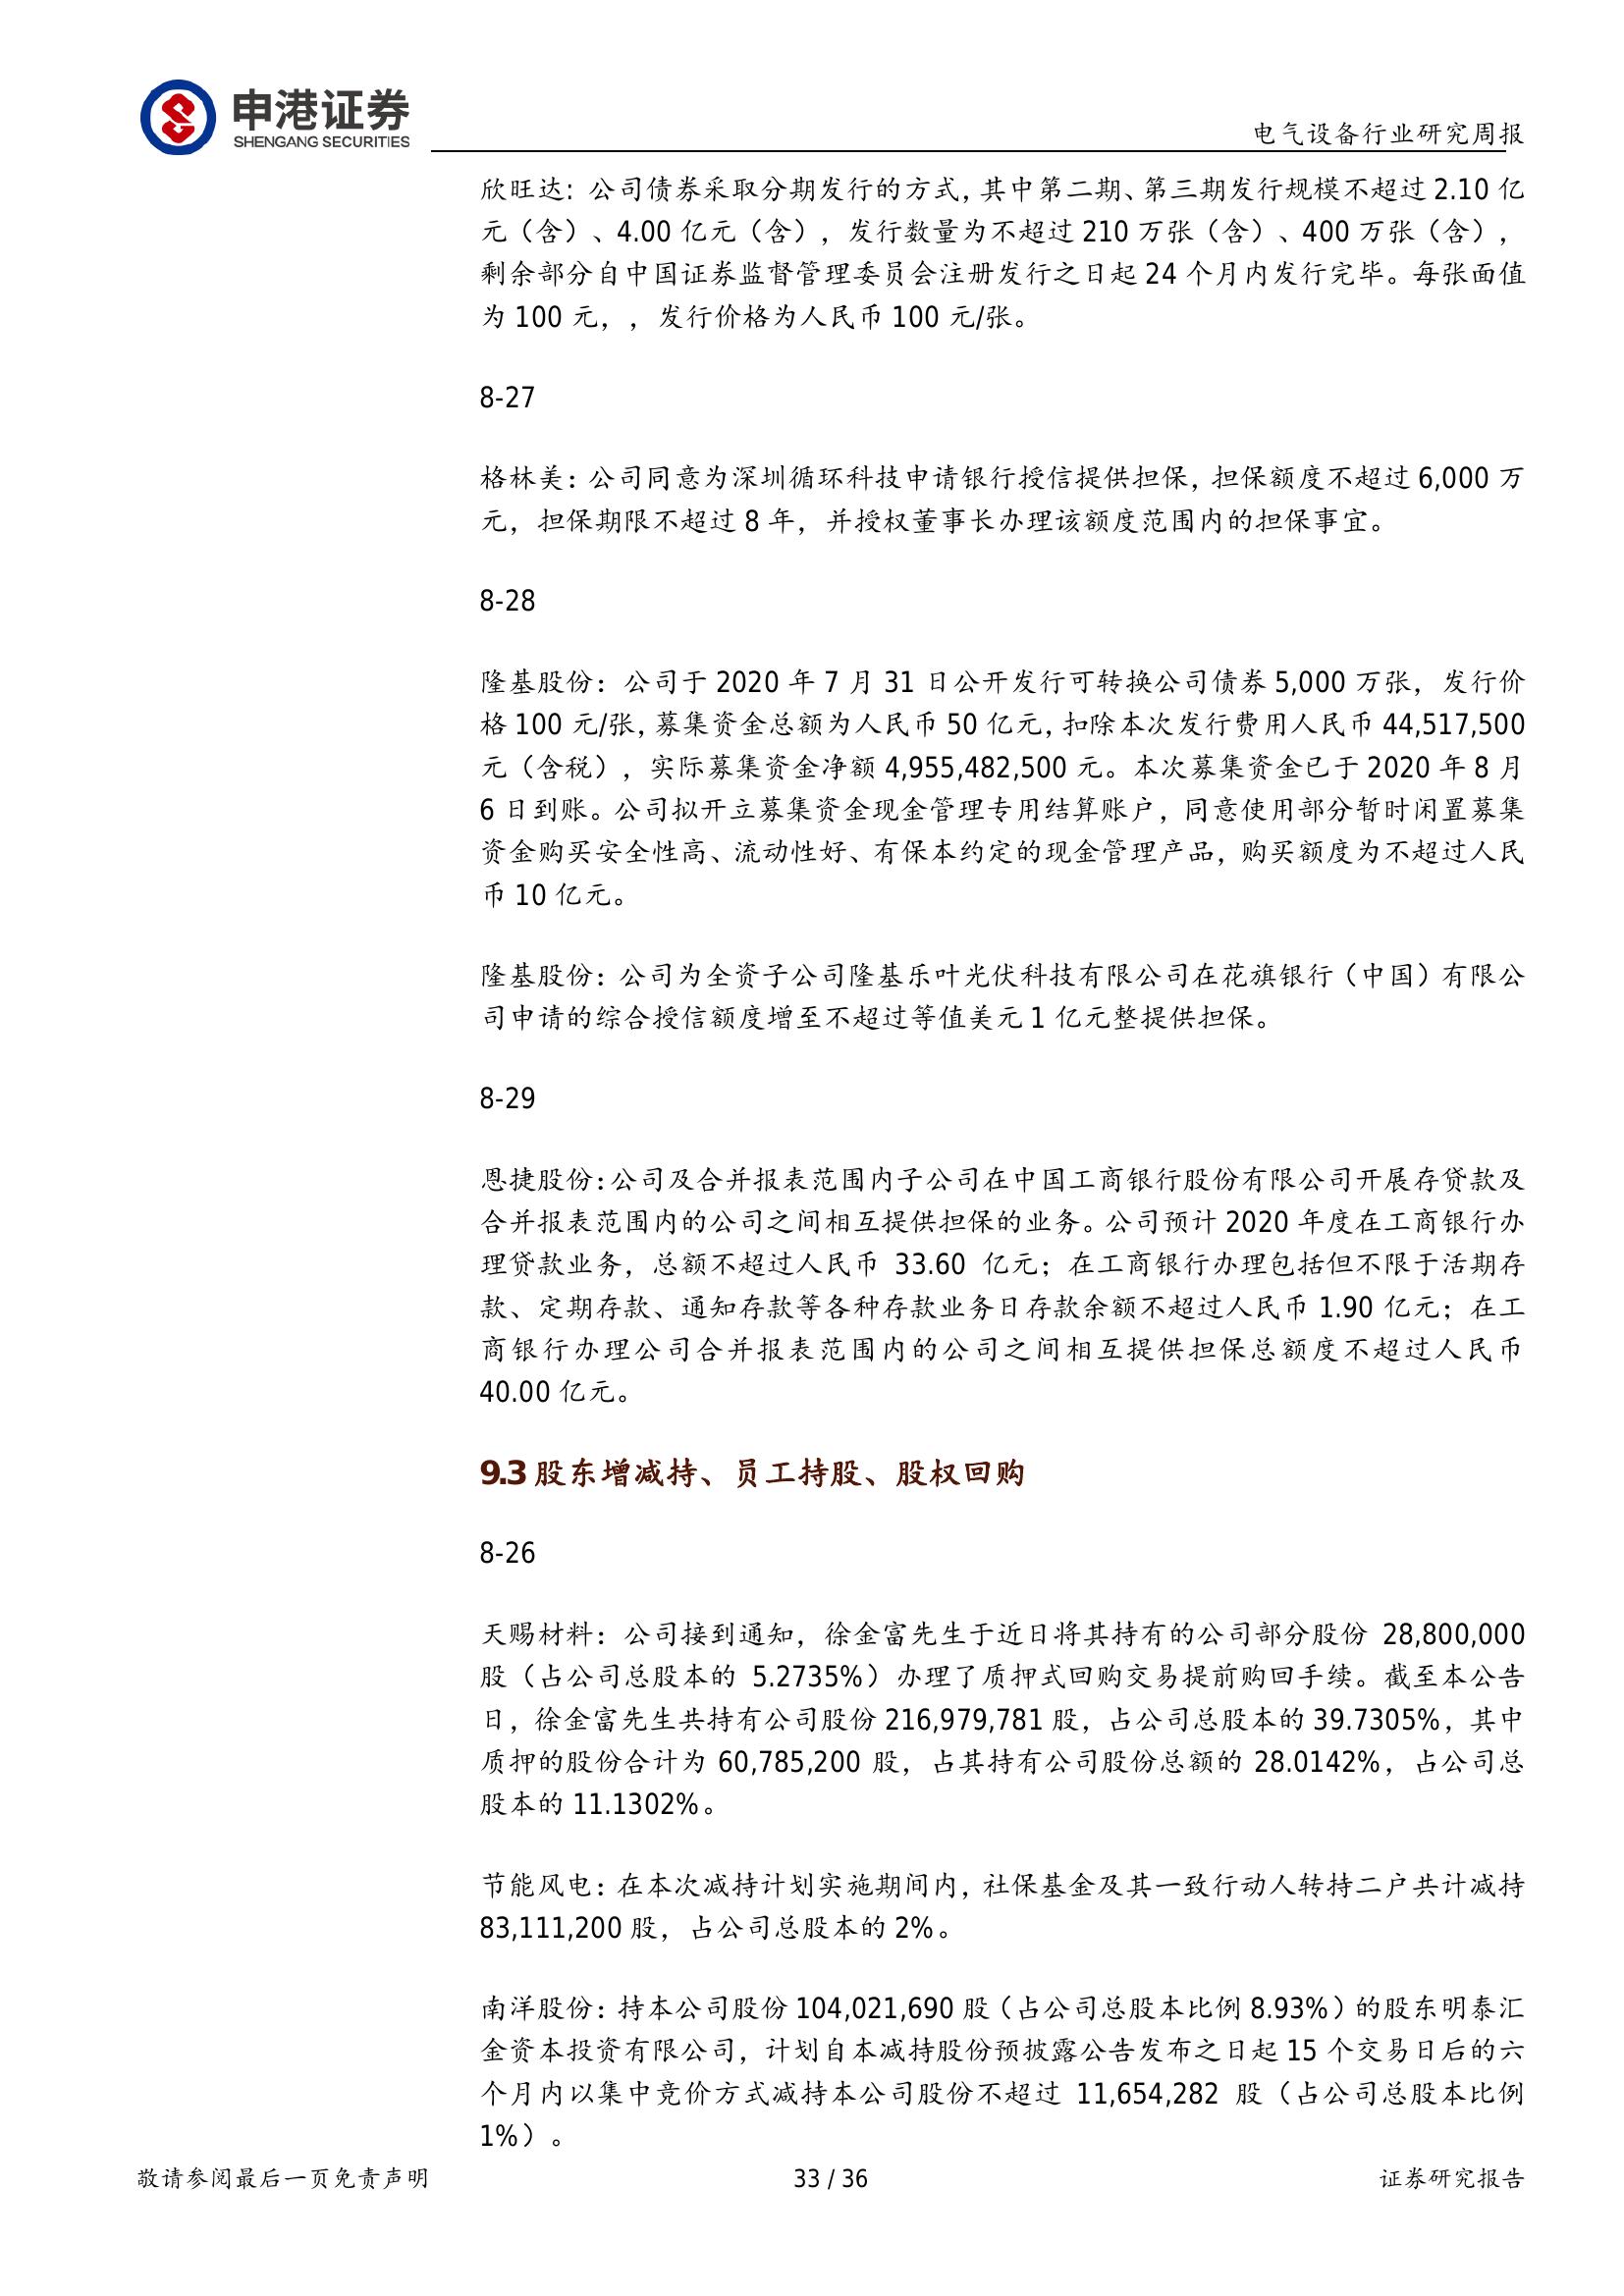 申港证券
SHENGANG SECURITIES
电气设备行业研究周报
欣旺达：公司债券采取分期发行的方式，其中第二期、第三期发行规模不超过 2.10 亿
元（含）、4.00 亿元（含），发行数量为不超过 210 万张（含）、400 万张（含），
剩余部分自中国证券监督管理委员会注册发行之日起 24 个月内发行完毕。每张面值
为 100 元，，发行价格为人民币 100 元/张。
8-27
格林美：公司同意为深圳循环科技申请银行授信提供担保，担保额度不超过 6,000 万
元，担保期限不超过 8 年，并授权董事长办理该额度范围内的担保事宜。
8-28
隆基股份：公司于 2020 年 7 月 31 日公开发行可转换公司债券 5,000 万张，发行价
格 100 元/张，募集资金总额为人民币 50 亿元，扣除本次发行费用人民币 44,517,500
元（含税），实际募集资金净额 4,955,482,500 元。本次募集资金已于 2020 年 8 月
6 日到账。公司拟开立募集资金现金管理专用结算账户，同意使用部分暂时闲置募集
资金购买安全性高、流动性好、有保本约定的现金管理产品，购买额度为不超过人民
币 10 亿元。
隆基股份：公司为全资子公司隆基乐叶光伏科技有限公司在花旗银行（中国）有限公
司申请的综合授信额度增至不超过等值美元 1 亿元整提供担保。
8-29
恩捷股份：公司及合并报表范围内子公司在中国工商银行股份有限公司开展存贷款及
合并报表范围内的公司之间相互提供担保的业务。公司预计 2020 年度在工商银行办
理贷款业务，总额不超过人民币 33.60 亿元；在工商银行办理包括但不限于活期存
款、定期存款、通知存款等各种存款业务日存款余额不超过人民币 1.90 亿元；在工
商银行办理公司合并报表范围内的公司之间相互提供担保总额度不超过人民币
40.00 亿元。
9.3 股东增减持、员工持股、股权回购
8-26
天赐材料：公司接到通知，徐金富先生于近日将其持有的公司部分股份 28,800,000
股（占公司总股本的 5.2735%）办理了质押式回购交易提前购回手续。截至本公告
日，徐金富先生共持有公司股份 216,979,781 股，占公司总股本的 39.7305%，其中
质押的股份合计为 60,785,200 股，占其持有公司股份总额的 28.0142%，占公司总
股本的 11.1302%。
节能风电：在本次减持计划实施期间内，社保基金及其一致行动人转持二户共计减持
83,111,200 股，占公司总股本的 2%。
南洋股份：持本公司股份 104,021,690 股（占公司总股本比例 8.93%）的股东明泰汇
金资本投资有限公司，计划自本减持股份预披露公告发布之日起 15 个交易日后的六
个月内以集中竞价方式减持本公司股份不超过 11,654,282 股（占公司总股本比例
1%）。
敬请参阅最后一页免责声明
33 / 36
证券研究报告